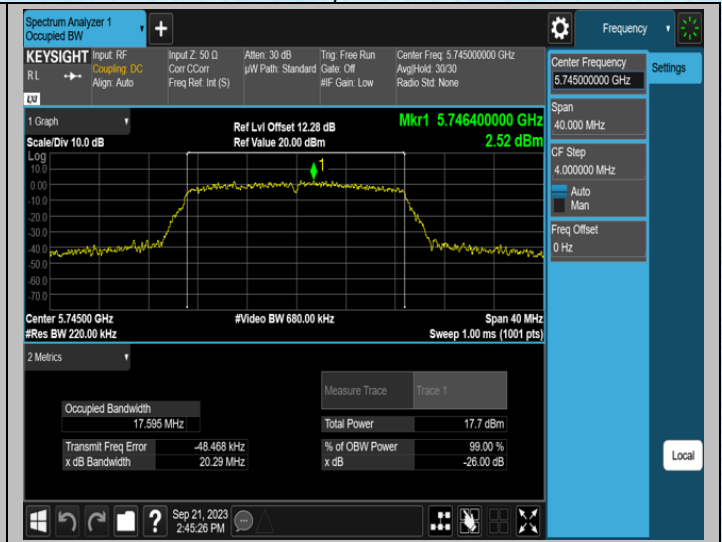 Spectrum Analyzer 1
Occupied BW
Frequency
KEYSIGHT
R L
LXI
Input: RF
Coupling: DC
Align: Auto
Input Z: 50 Ω
Corr CCorr
Freq Ref: Int (S)
Atten: 30 dB
µW Path: Standard
Trig: Free Run
Gate: Off
#IF Gain: Low
Center Freq: 5.745000000 GHz
Avg|Hold: 30/30
Radio Std: None
Center Frequency
5.745000000 GHz
Settings
Span
40.000 MHz
CF Step
4.000000 MHz
Auto
Man
Freq Offset
0 Hz
1 Graph
Scale/Div 10.0 dB
Ref Lvl Offset 12.28 dB
Ref Value 20.00 dBm
Mkr1 5.746400000 GHz
2.52 dBm
Log
10.0
0.00
-10.0
-20.0
-30.0
-40.0
-50.0
-60.0
-70.0
1
Center 5.74500 GHz
#Res BW 220.00 kHz
#Video BW 680.00 kHz
Span 40 MHz
Sweep 1.00 ms (1001 pts)
2 Metrics
Measure Trace
Trace 1
Occupied Bandwidth
17.595 MHz
Total Power
17.7 dBm
Transmit Freq Error
-48.468 kHz
% of OBW Power
99.00 %
x dB Bandwidth
20.29 MHz
x dB
-26.00 dB
Local
Sep 21, 2023
2:45:26 PM